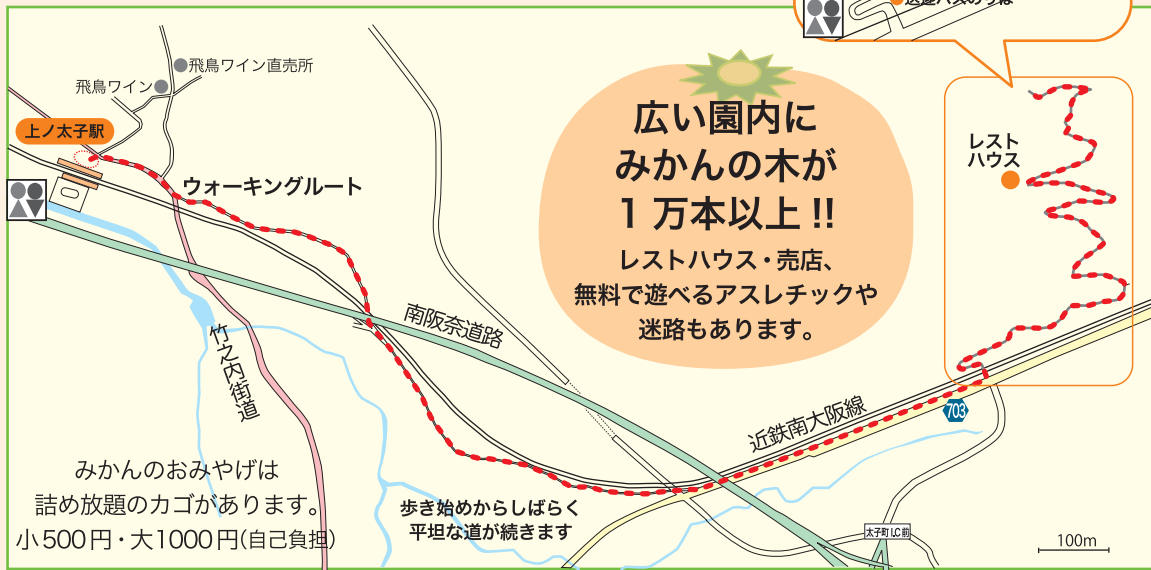 送迎バスのりば
飛鳥ワイン直売所
飛鳥ワイン
上ノ太子駅
ウォーキングルート
広い園内に
みかんの木が
1万本以上!!
レストハウス・売店、
無料で遊べるアスレチックや
迷路もあります。
レスト
ハウス
南阪奈道路
竹之内街道
近鉄南大阪線
703
みかんのおみやげは
詰め放題のカゴがあります。
小500円・大1000円(自己負担)
歩き始めからしばらく
平坦な道が続きます
太子町I.C前
100m